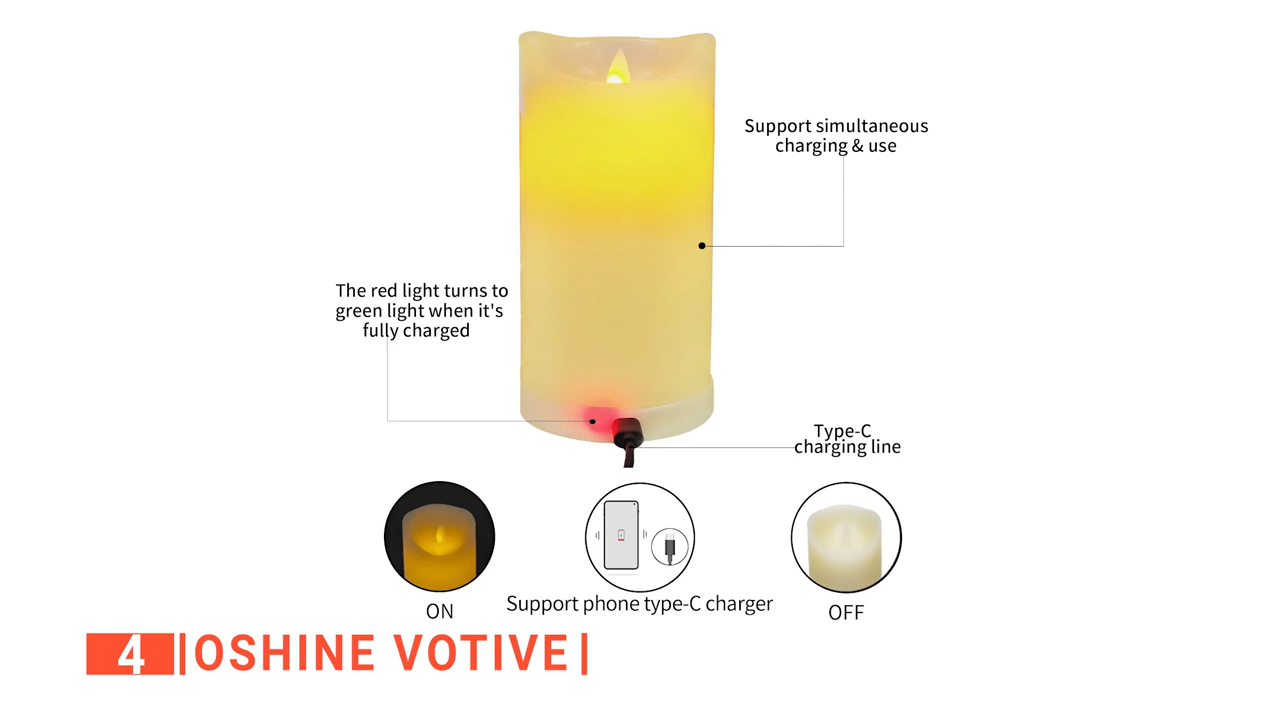 Support simultaneous
charging & use
The red light turns to
green light when it's
fully charged
Type-C
charging line
ON
Support phone type-C charger
OFF
4 OSHINE VOTIVE